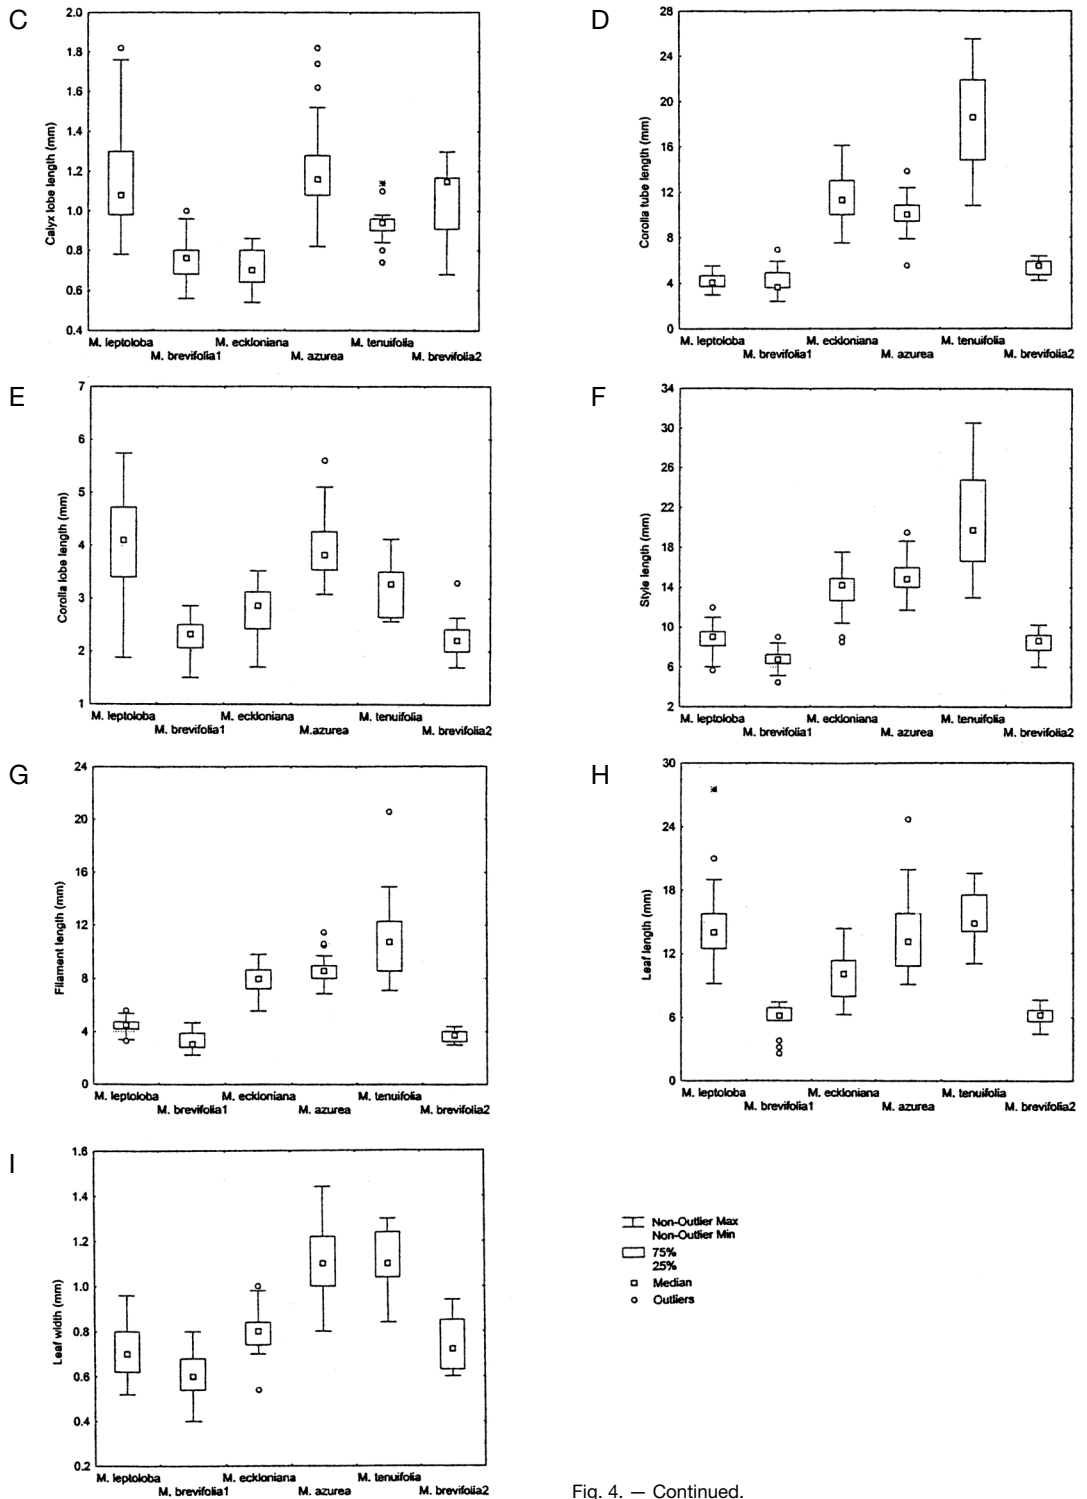 C
2.0
1.8
1.6
1.4
1.2
1.0
0.8
0.6
0.4
Calyx lobe length (mm)
M. leptoloba
M. brevifolia1
M. eckloniana
M. azurea
M. tenuifolia
M. brevifolia2
D
28
24
20
16
12
8
4
0
Corolla tube length (mm)
M. leptoloba
M. brevifolia1
M. eckloniana
M. azurea
M. tenuifolia
M. brevifolia2
E
7
6
5
4
3
2
1
Corolla lobe length (mm)
M. leptoloba
M. brevifolia1
M. eckloniana
M.azurea
M. tenuifolia
M. brevifolia2
F
34
30
26
22
18
14
10
6
2
Style length (mm)
M. leptoloba
M. brevifolia1
M. eckloniana
M. azurea
M. tenuifolia
M. brevifolia2
G
24
20
16
12
8
4
0
Filament length (mm)
M. leptoloba
M. brevifolia1
M. eckloniana
M. azurea
M. tenuifolia
M. brevifolia2
H
30
24
18
12
6
0
Leaf length (mm)
M. leptoloba
M. brevifolia1
M. eckloniana
M. azurea
M. tenuifolia
M. brevifolia2
I
1.6
1.4
1.2
1.0
0.8
0.6
0.4
0.2
Leaf width (mm)
M. leptoloba
M. brevifolia1
M. eckloniana
M. azurea
M. tenuifolia
M. brevifolia2
Non-Outlier Max
Non-Outlier Min
75%
25%
Median
Outliers
Fig. 4. — Continued.